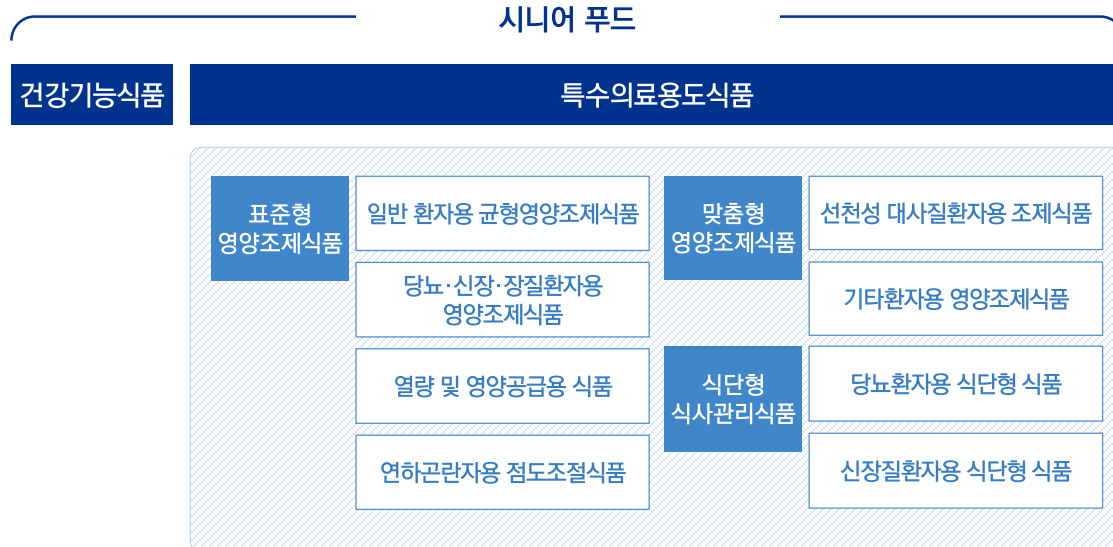 시니어 푸드
건강기능식품
특수의료용도식품
표준형
영양조제식품
일반 환자용 균형영양조제식품
당뇨·신장·장질환자용
영양조제식품
열량 및 영양공급용 식품
연하곤란자용 점도조절식품
맞춤형
영양조제식품
선천성 대사질환자용 조제식품
기타환자용 영양조제식품
식단형
식사관리식품
당뇨환자용 식단형 식품
신장질환자용 식단형 식품